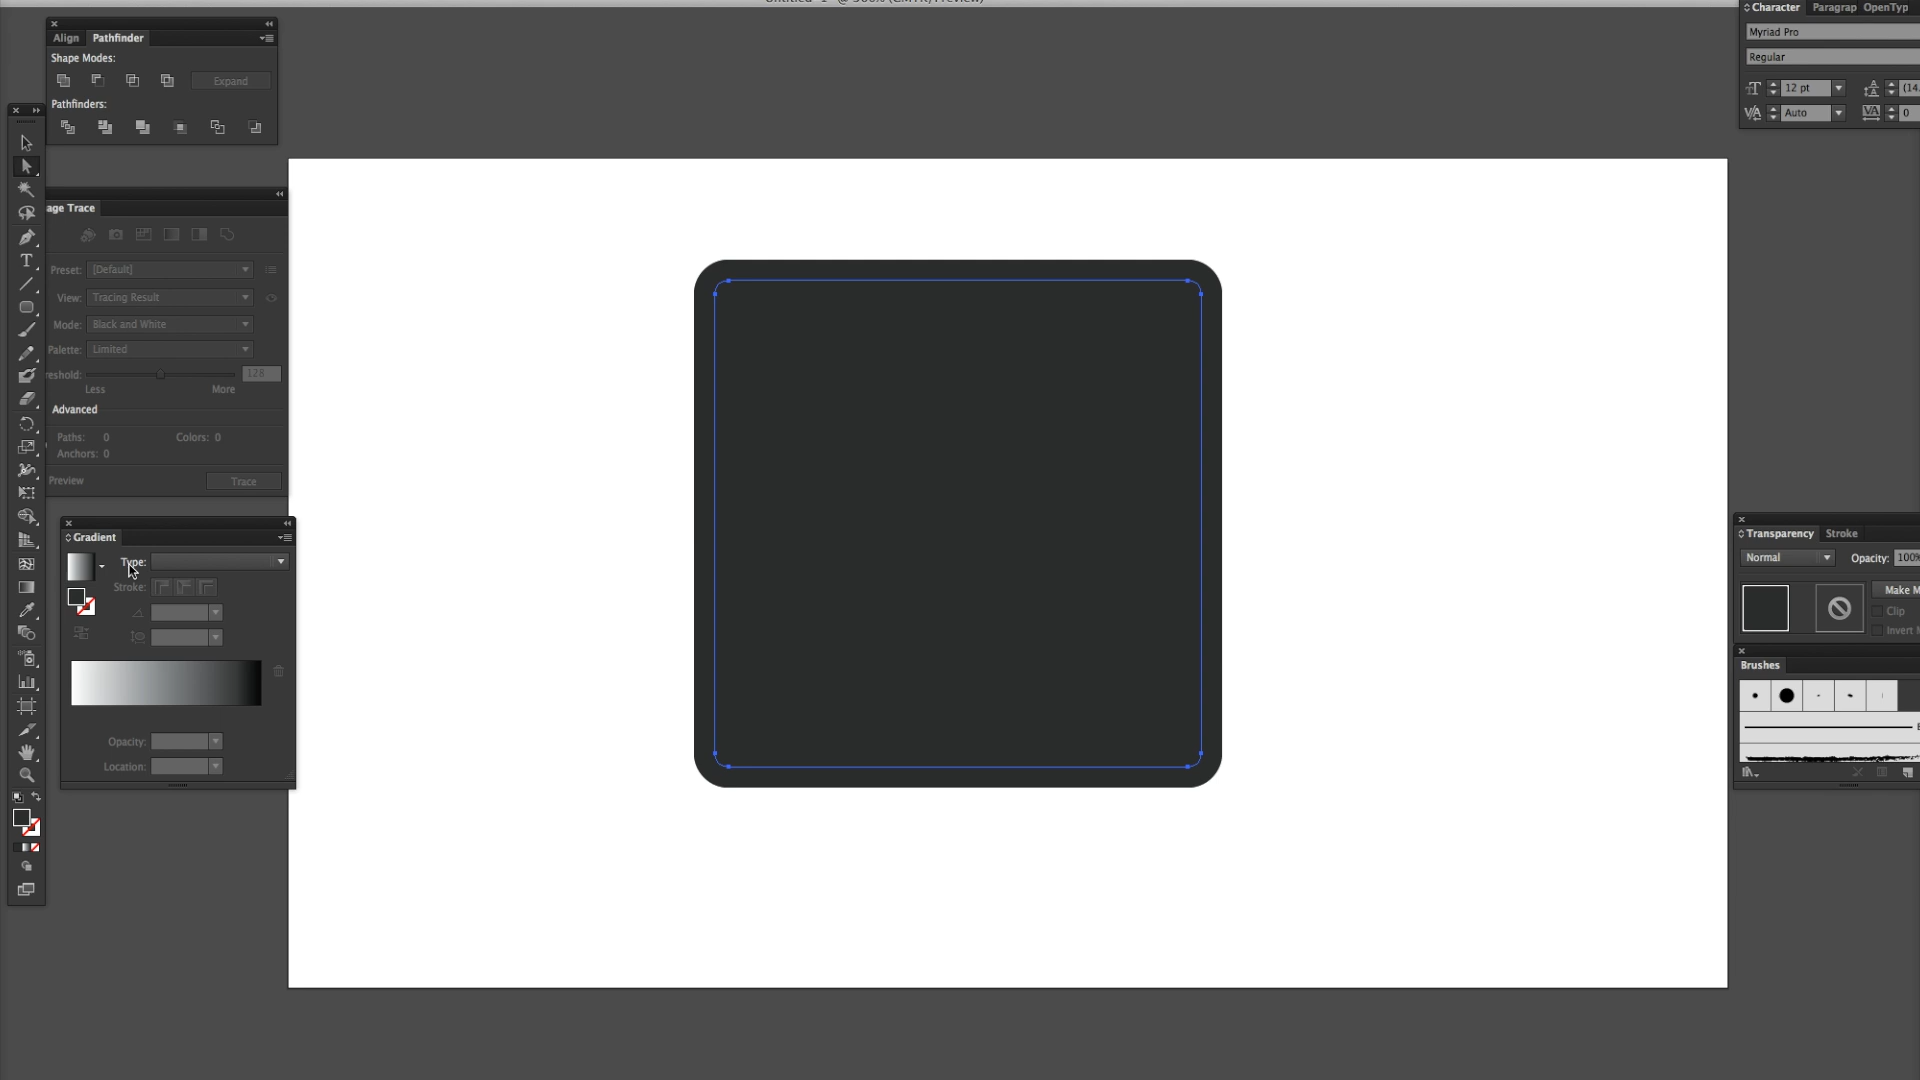 Align Pathfinder
Shape Modes:
Expand
Pathfinders:
age Trace
Preset: [Default]
View: Tracing Result
Mode: Black and White
Palette: Limited
reshold: 128
Less More
Advanced
Paths: 0 Colors: 0
Anchors: 0
Preview Trace
Gradient
Type:
Stroke:
Opacity:
Location:
Character Paragrap OpenTyp
Myriad Pro
Regular
12 pt (14.
Auto 0
Transparency Stroke
Normal Opacity: 100%
Make M
Clip
Invert M
Brushes